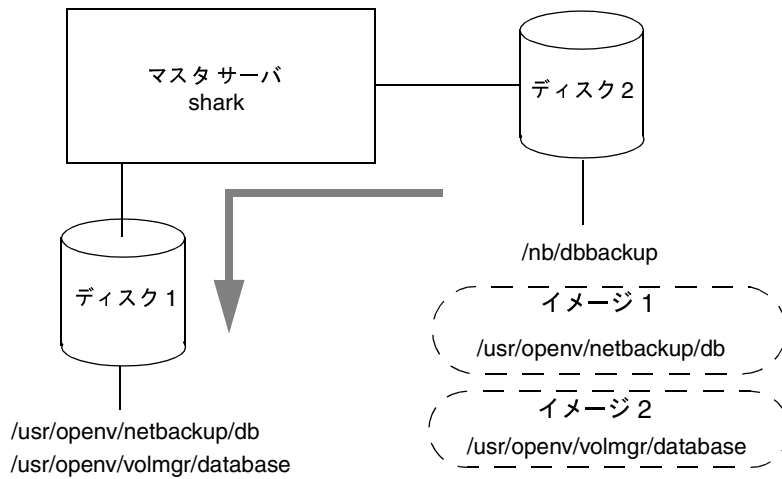 マスタ サーバ
shark
ディスク 2
ディスク 1
/nb/dbbackup
イメージ 1
/usr/openv/netbackup/db
イメージ 2
/usr/openv/volmgr/database
/usr/openv/netbackup/db
/usr/openv/volmgr/database